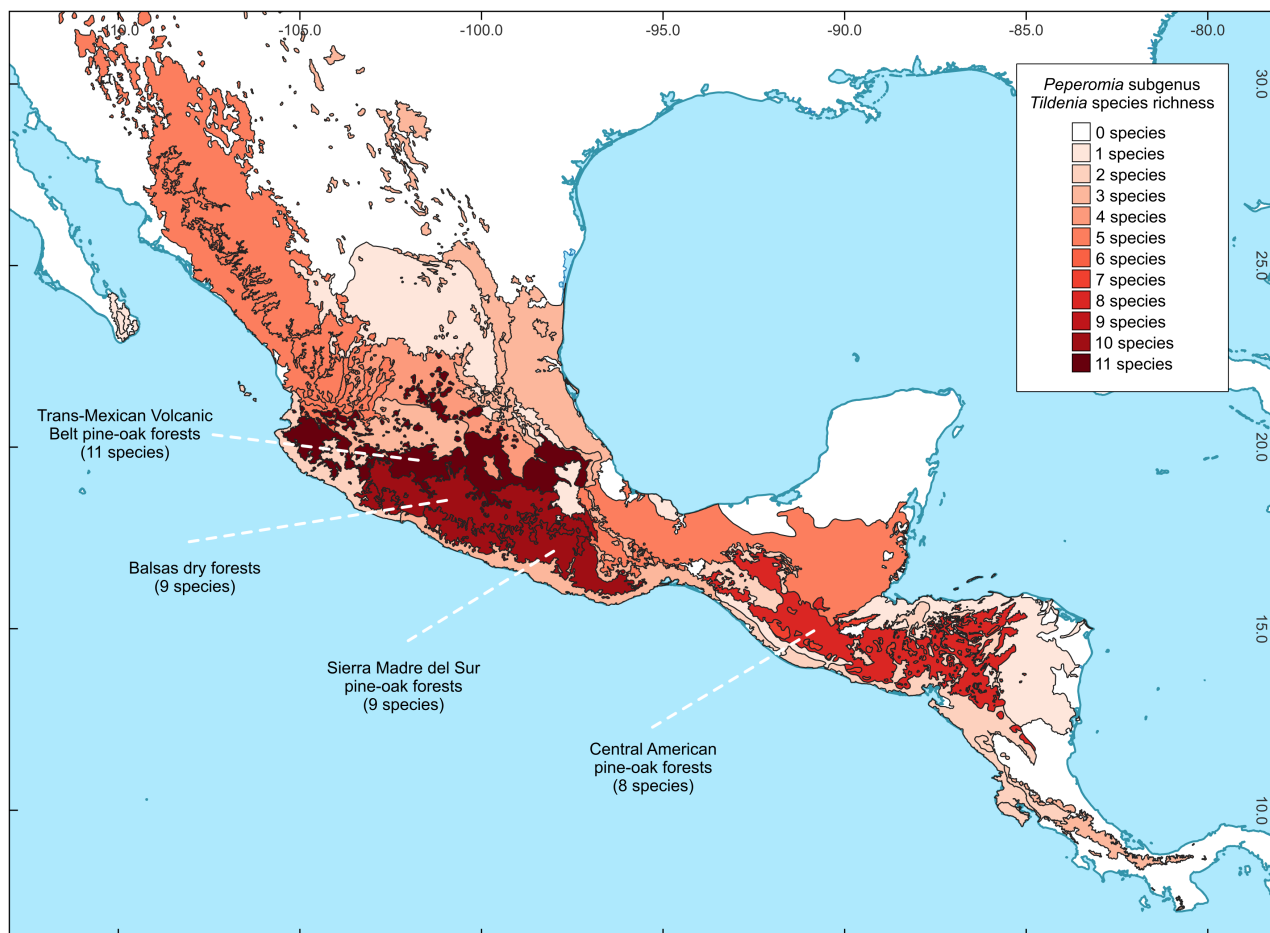 -110.0
-105.0
-100.0
-95.0
-90.0
-85.0
-80.0
30.0
25.0
20.0
15.0
10.0
Peperomia subgenus
Tildenia species richness
0 species
1 species
2 species
3 species
4 species
5 species
6 species
7 species
8 species
9 species
10 species
11 species
Trans-Mexican Volcanic
Belt pine-oak forests
(11 species)
Balsas dry forests
(9 species)
Sierra Madre del Sur
pine-oak forests
(9 species)
Central American
pine-oak forests
(8 species)